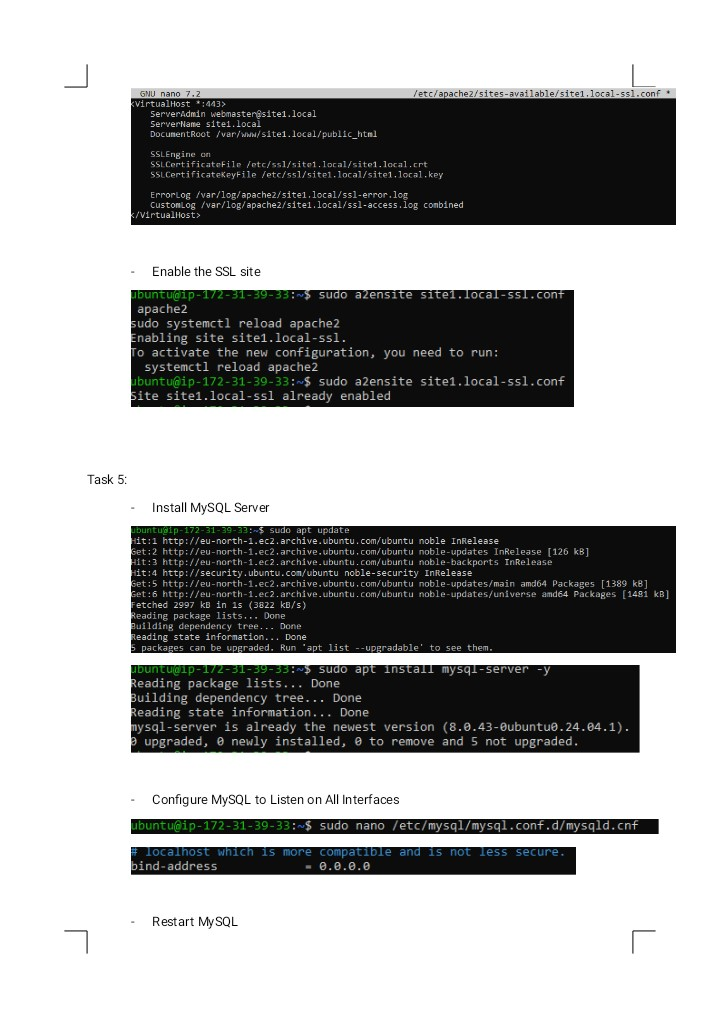 GNU nano 7.2 /etc/apache2/sites-available/site1.local-ssl.conf *
<VirtualHost *:443>
ServerAdmin webmaster@site1.local
ServerName site1.local
DocumentRoot /var/www/site1.local/public_html
SSLEngine on
SSLCertificateFile /etc/ssl/site1.local/site1.local.crt
SSLCertificateKeyFile /etc/ssl/site1.local/site1.local.key
ErrorLog /var/log/apache2/site1.local/ssl-error.log
CustomLog /var/log/apache2/site1.local/ssl-access.log combined
</VirtualHost>
- Enable the SSL site
ubuntu@ip-172-31-39-33:~$ sudo a2ensite site1.local-ssl.conf
apache2
sudo systemctl reload apache2
Enabling site site1.local-ssl.
To activate the new configuration, you need to run:
systemctl reload apache2
ubuntu@ip-172-31-39-33:~$ sudo a2ensite site1.local-ssl.conf
Site site1.local-ssl already enabled
Task 5:
- Install MySQL Server
ubuntu@ip-172-31-39-33:~$ sudo apt update
Hit:1 http://eu-north-1.ec2.archive.ubuntu.com/ubuntu noble InRelease
Get:2 http://eu-north-1.ec2.archive.ubuntu.com/ubuntu noble-updates InRelease [126 kB]
Hit:3 http://eu-north-1.ec2.archive.ubuntu.com/ubuntu noble-backports InRelease
Hit:4 http://security.ubuntu.com/ubuntu noble-security InRelease
Get:5 http://eu-north-1.ec2.archive.ubuntu.com/ubuntu noble-updates/main amd64 Packages [1389 kB]
Get:6 http://eu-north-1.ec2.archive.ubuntu.com/ubuntu noble-updates/universe amd64 Packages [1481 kB]
Fetched 2997 kB in 1s (3822 kB/s)
Reading package lists... Done
Building dependency tree... Done
Reading state information... Done
5 packages can be upgraded. Run 'apt list --upgradable' to see them.
ubuntu@ip-172-31-39-33:~$ sudo apt install mysql-server -y
Reading package lists... Done
Building dependency tree... Done
Reading state information... Done
mysql-server is already the newest version (8.0.43-0ubuntu0.24.04.1).
0 upgraded, 0 newly installed, 0 to remove and 5 not upgraded.
- Configure MySQL to Listen on All Interfaces
ubuntu@ip-172-31-39-33:~$ sudo nano /etc/mysql/mysql.conf.d/mysqld.cnf
# localhost which is more compatible and is not less secure.
bind-address = 0.0.0.0
- Restart MySQL